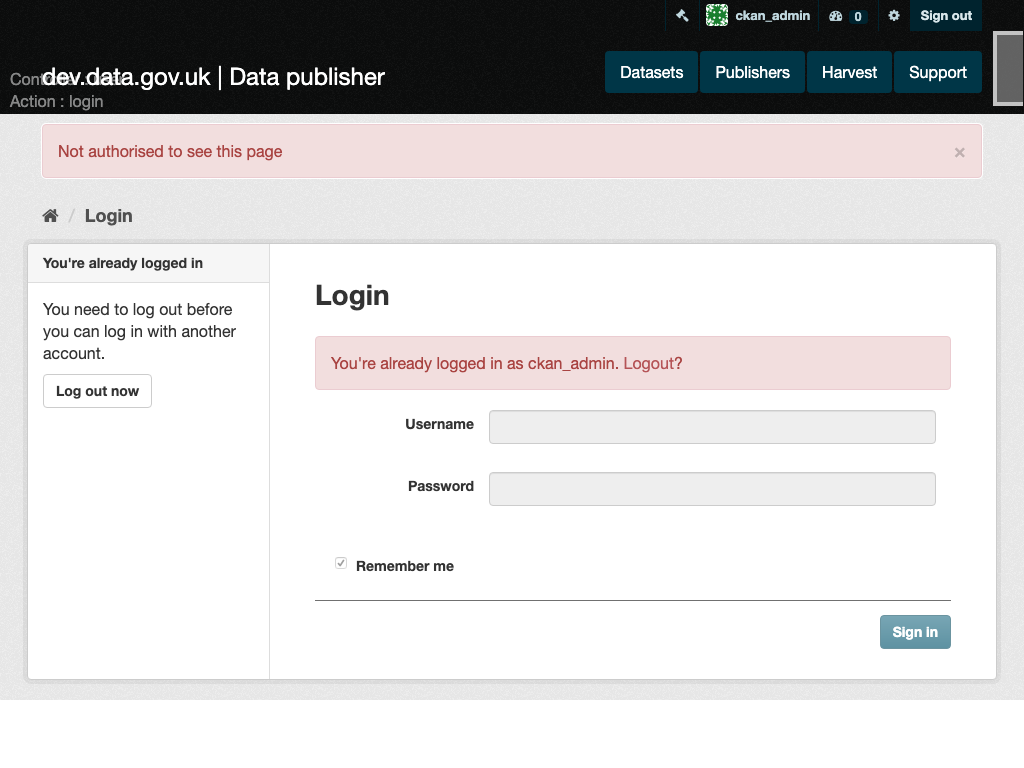 ckan_admin 0 Sign out
dev.data.gov.uk | Data publisher
Action : login
Datasets Publishers Harvest Support
Not authorised to see this page ×
/ Login
You're already logged in
You need to log out before
you can log in with another
account.
Log out now
Login
You're already logged in as ckan_admin. Logout?
Username
Password
Remember me
Sign in